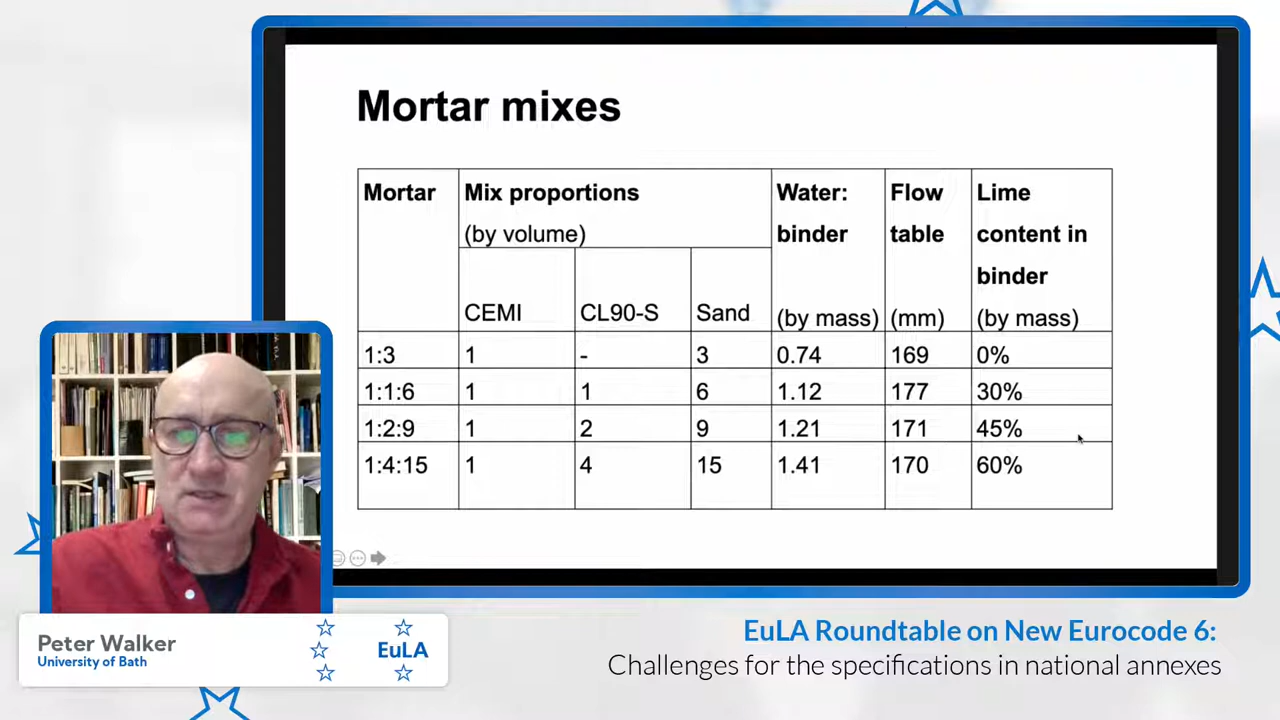 Mortar mixes
Mortar Mix proportions Water: Flow Lime
(by volume) binder table content in
binder
CEMI CL90-S Sand (by mass) (mm) (by mass)
1:3 1 - 3 0.74 169 0%
1:1:6 1 1 6 1.12 177 30%
1:2:9 1 2 9 1.21 171 45%
1:4:15 1 4 15 1.41 170 60%
Peter Walker
University of Bath
EuLA
EuLA Roundtable on New Eurocode 6:
Challenges for the specifications in national annexes